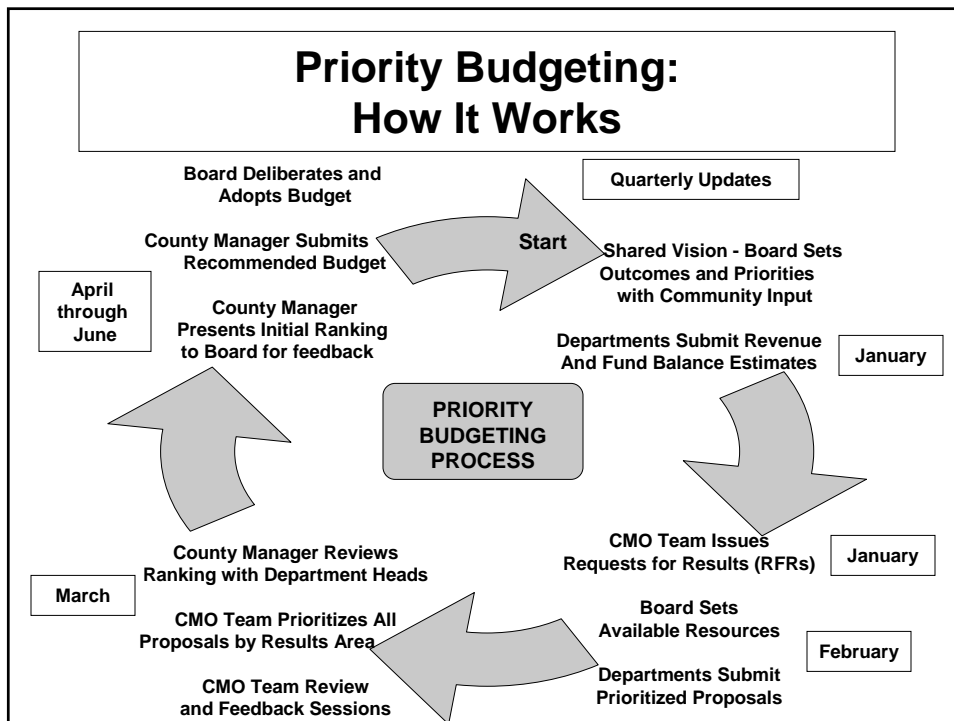 Priority Budgeting:
How It Works
Board Deliberates and
Adopts Budget
Quarterly Updates
County Manager Submits
Recommended Budget
Start
Shared Vision - Board Sets
Outcomes and Priorities
with Community Input
April
through
June
County Manager
Presents Initial Ranking
to Board for feedback
Departments Submit Revenue
And Fund Balance Estimates
January
PRIORITY
BUDGETING
PROCESS
CMO Team Issues
Requests for Results (RFRs)
January
County Manager Reviews
Ranking with Department Heads
March
CMO Team Prioritizes All
Proposals by Results Area
CMO Team Review
and Feedback Sessions
Board Sets
Available Resources
February
Departments Submit
Prioritized Proposals